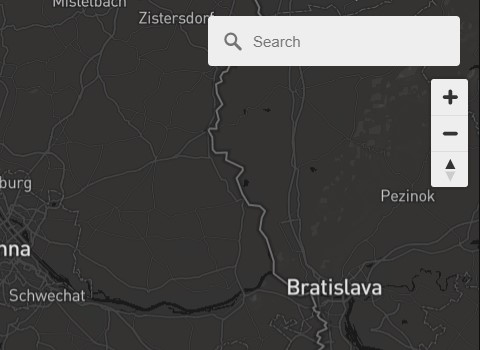 Mistelbach
Zistersdorf
Search
Pezinok
burg
nna
Bratislava
Schwechat